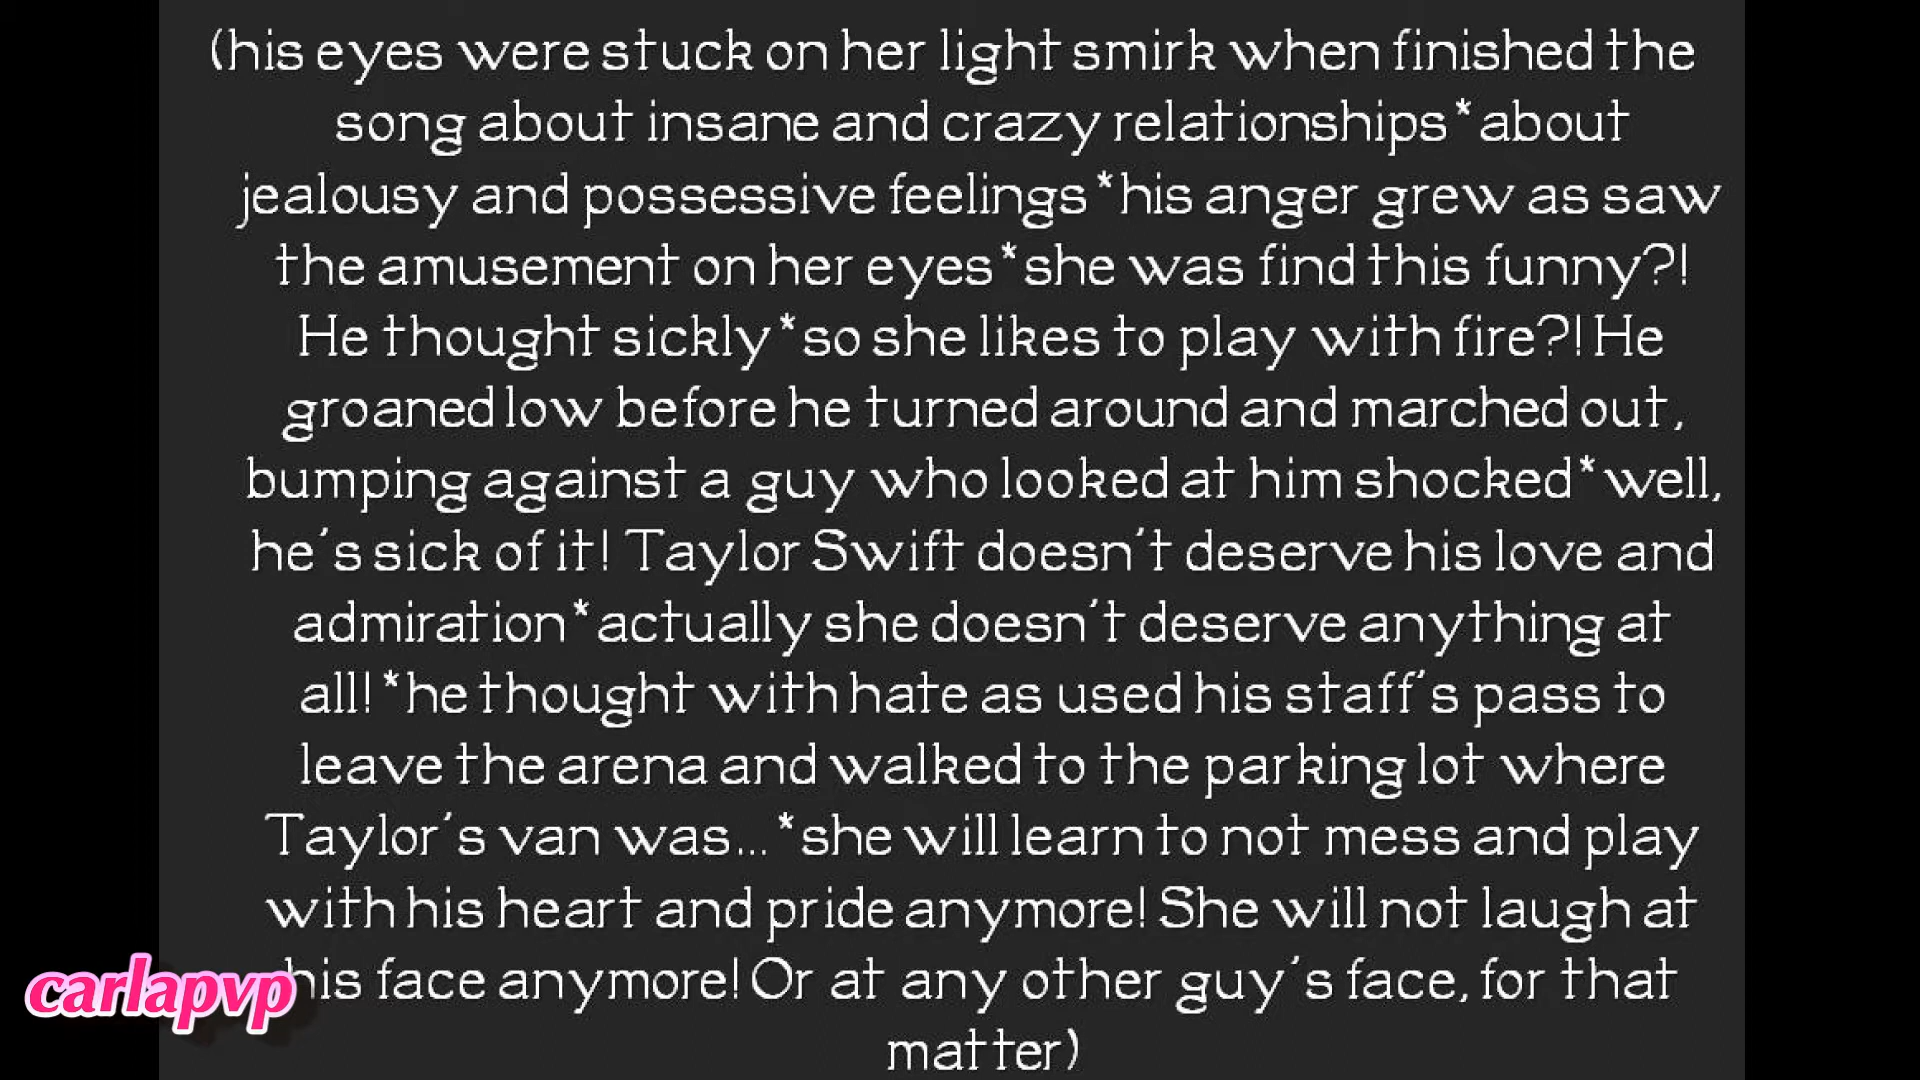 (his eyes were stuck on her light smirk when finished the
song about insane and crazy relationships*about
jealousy and possessive feelings*his anger grew as saw
the amusement on her eyes*she was find this funny?!
He thought sickly*so she likes to play with fire?! He
groaned low before he turned around and marched out,
bumping against a guy who looked at him shocked*well,
he's sick of it! Taylor Swift doesn't deserve his love and
admiration*actually she doesn't deserve anything at
all!*he thought with hate as used his staff's pass to
leave the arena and walked to the parking lot where
Taylor's van was...*she will learn to not mess and play
with his heart and pride anymore! She will not laugh at
his face anymore! Or at any other guy's face, for that
matter)
carlapvp